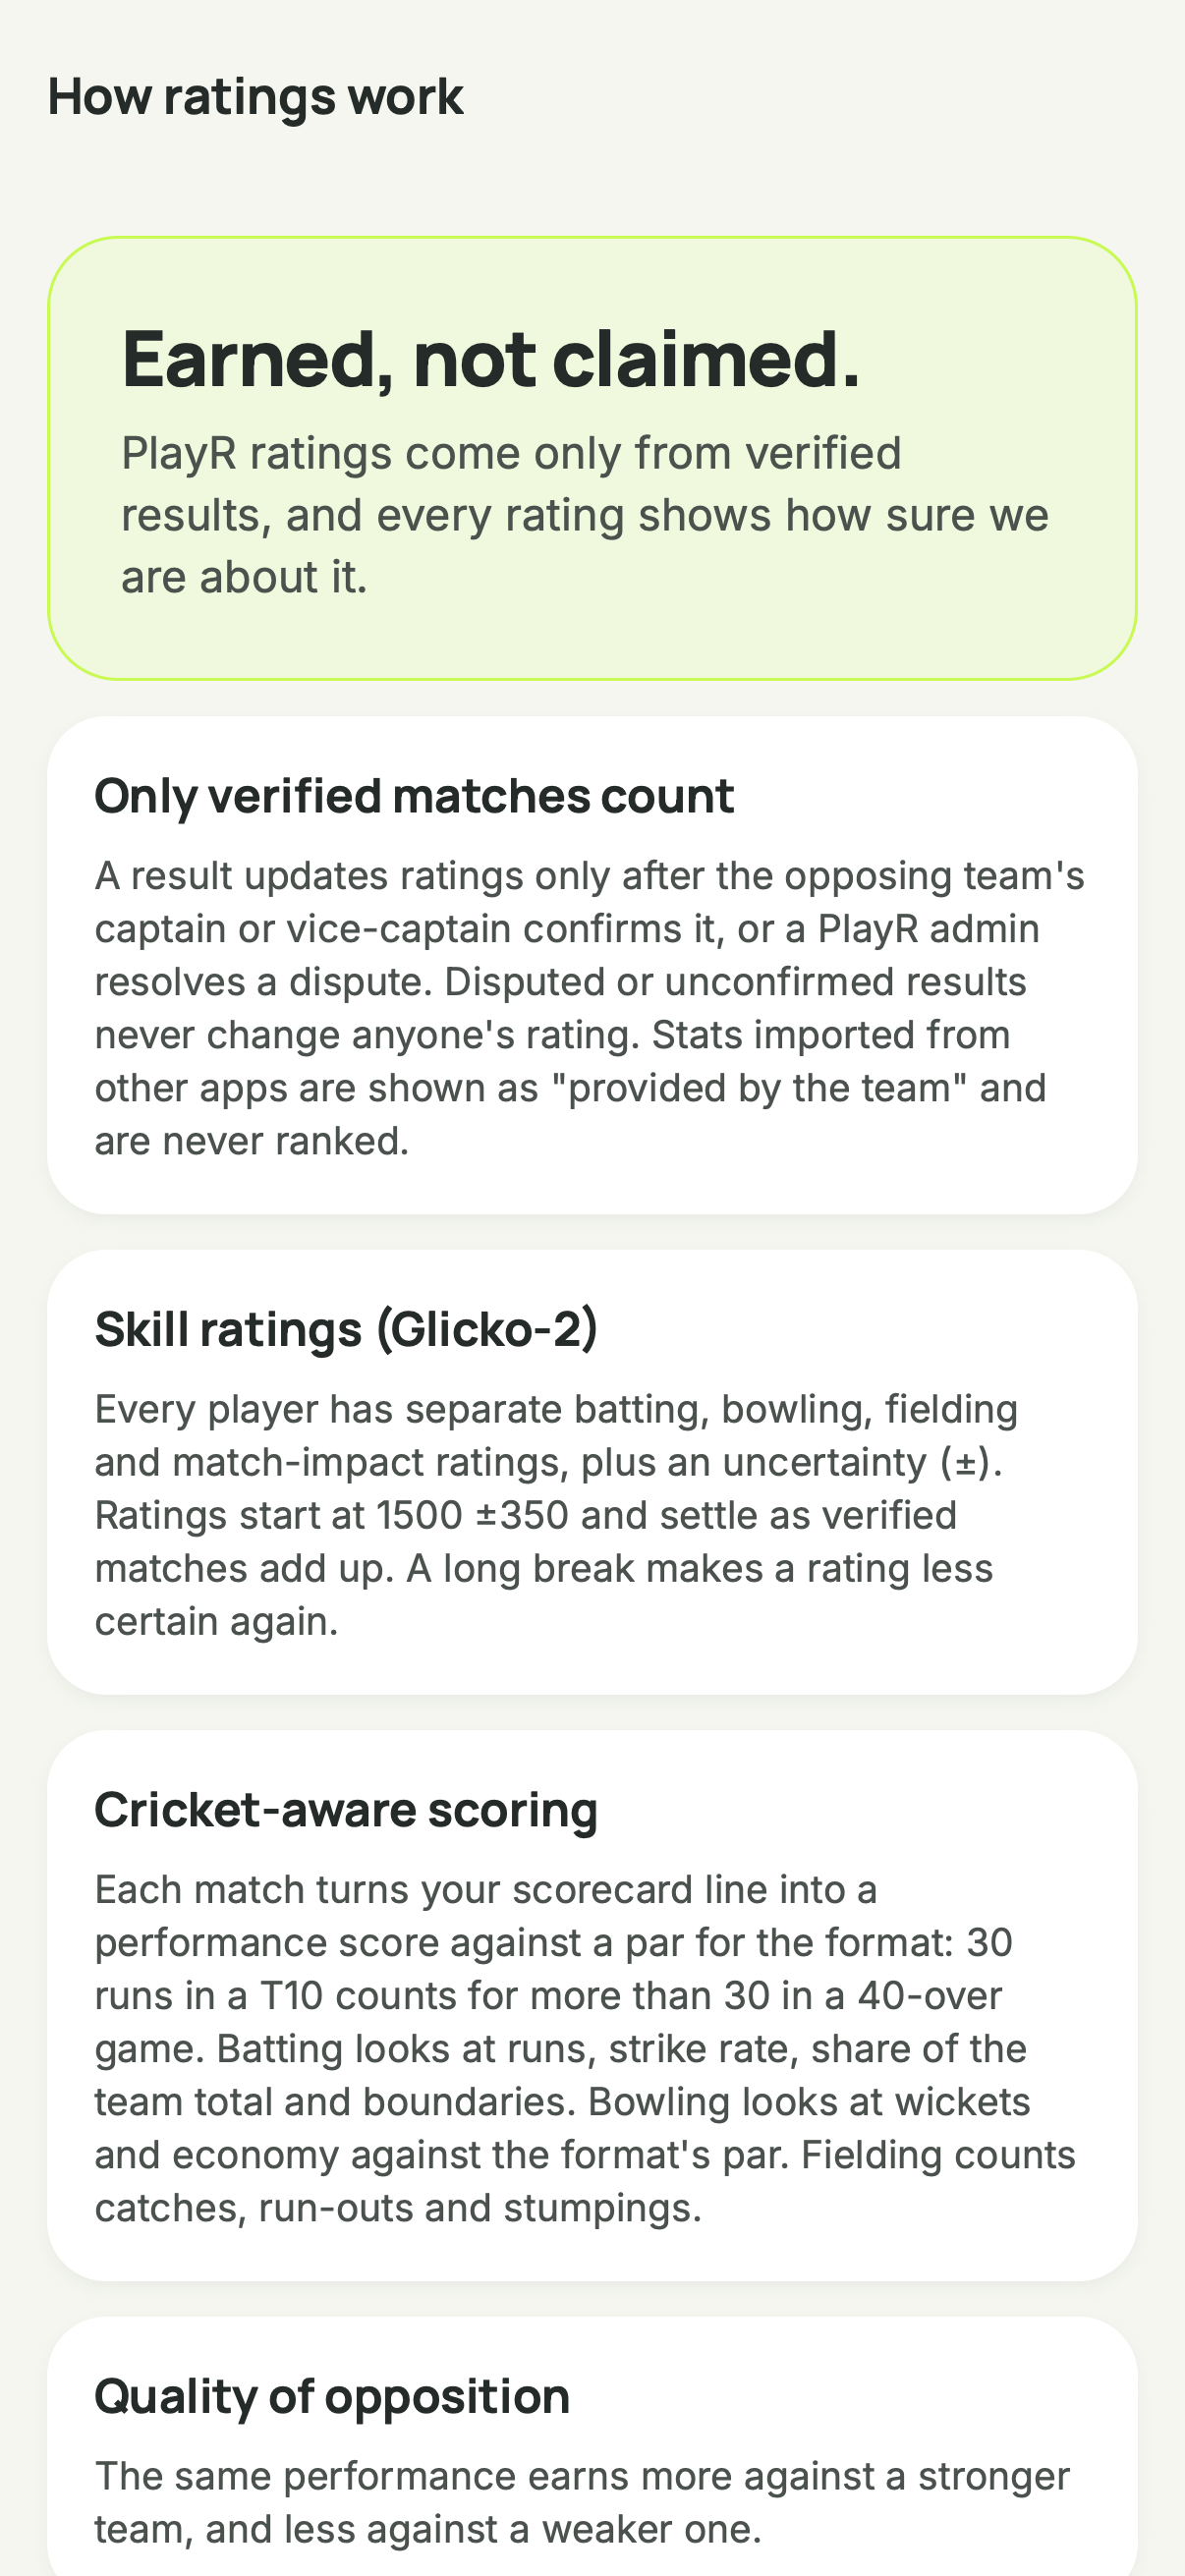 How ratings work
Earned, not claimed.
PlayR ratings come only from verified
results, and every rating shows how sure we
are about it.
Only verified matches count
A result updates ratings only after the opposing team's
captain or vice-captain confirms it, or a PlayR admin
resolves a dispute. Disputed or unconfirmed results
never change anyone's rating. Stats imported from
other apps are shown as "provided by the team" and
are never ranked.
Skill ratings (Glicko-2)
Every player has separate batting, bowling, fielding
and match-impact ratings, plus an uncertainty (±).
Ratings start at 1500 ±350 and settle as verified
matches add up. A long break makes a rating less
certain again.
Cricket-aware scoring
Each match turns your scorecard line into a
performance score against a par for the format: 30
runs in a T10 counts for more than 30 in a 40-over
game. Batting looks at runs, strike rate, share of the
team total and boundaries. Bowling looks at wickets
and economy against the format's par. Fielding counts
catches, run-outs and stumpings.
Quality of opposition
The same performance earns more against a stronger
team, and less against a weaker one.